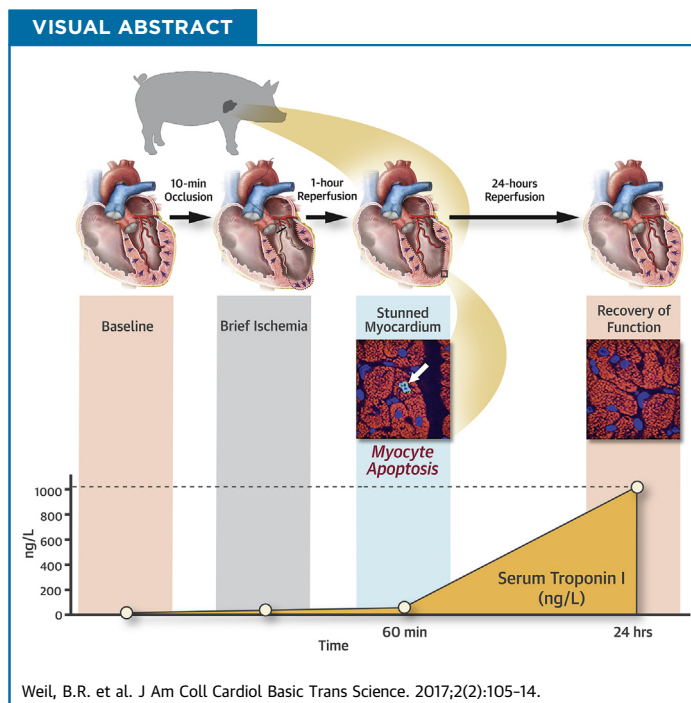 VISUAL ABSTRACT
10-min
Occlusion
1-hour
Reperfusion
24-hours
Reperfusion
Baseline
Brief Ischemia
Stunned
Myocardium
Recovery of
Function
Myocyte
Apoptosis
1000
800
600
400
200
0
ng/L
Serum Troponin I
(ng/L)
60 min
24 hrs
Time
Weil, B.R. et al. J Am Coll Cardiol Basic Trans Science. 2017;2(2):105-14.